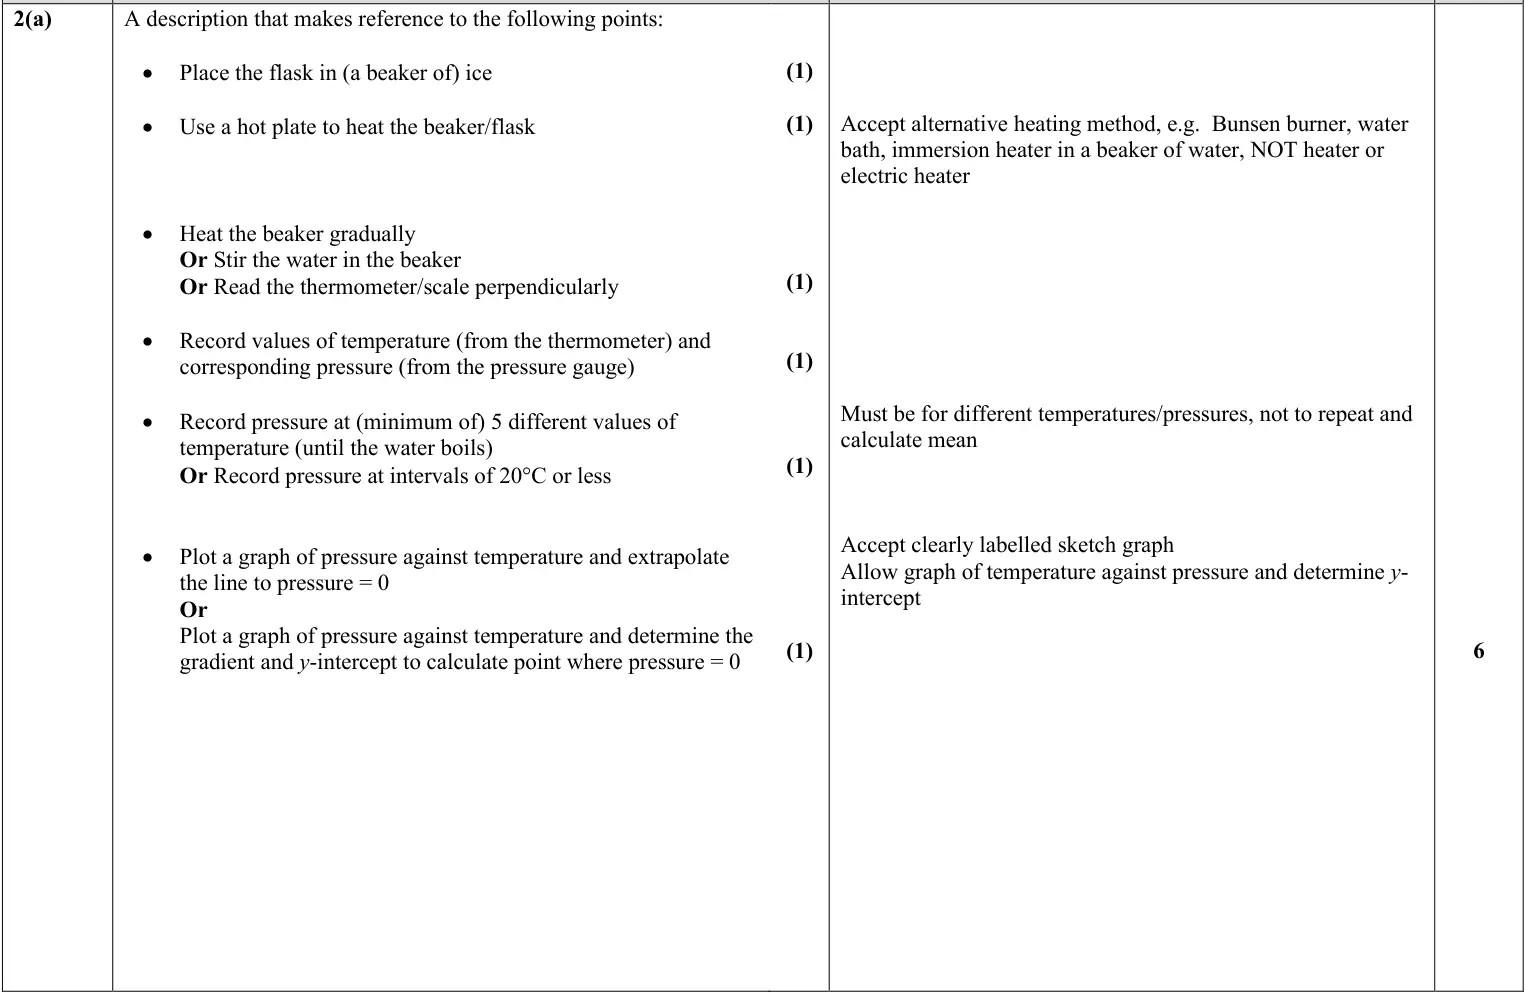 2(a)
A description that makes reference to the following points:
• Place the flask in (a beaker of) ice (1)
• Use a hot plate to heat the beaker/flask (1)
Accept alternative heating method, e.g. Bunsen burner, water
bath, immersion heater in a beaker of water, NOT heater or
electric heater
• Heat the beaker gradually
Or Stir the water in the beaker
Or Read the thermometer/scale perpendicularly (1)
• Record values of temperature (from the thermometer) and
corresponding pressure (from the pressure gauge) (1)
• Record pressure at (minimum of) 5 different values of
temperature (until the water boils)
Or Record pressure at intervals of 20°C or less (1)
Must be for different temperatures/pressures, not to repeat and
calculate mean
• Plot a graph of pressure against temperature and extrapolate
the line to pressure = 0
Or
Plot a graph of pressure against temperature and determine the
gradient and y-intercept to calculate point where pressure = 0 (1)
Accept clearly labelled sketch graph
Allow graph of temperature against pressure and determine y-
intercept
6